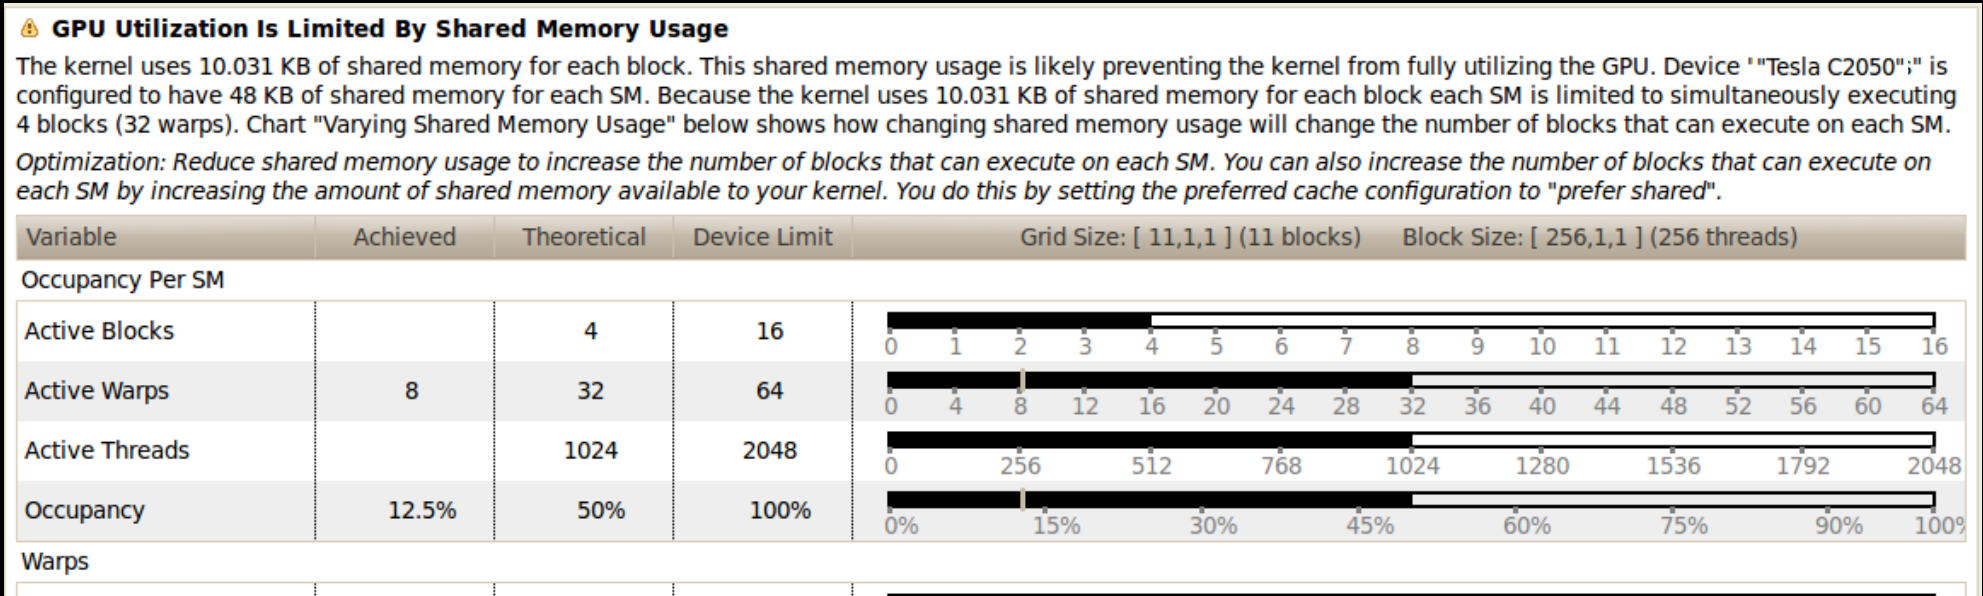 GPU Utilization Is Limited By Shared Memory Usage
The kernel uses 10.031 KB of shared memory for each block. This shared memory usage is likely preventing the kernel from fully utilizing the GPU. Device '"Tesla C2050";" is
configured to have 48 KB of shared memory for each SM. Because the kernel uses 10.031 KB of shared memory for each block each SM is limited to simultaneously executing
4 blocks (32 warps). Chart "Varying Shared Memory Usage" below shows how changing shared memory usage will change the number of blocks that can execute on each SM.
Optimization: Reduce shared memory usage to increase the number of blocks that can execute on each SM. You can also increase the number of blocks that can execute on
each SM by increasing the amount of shared memory available to your kernel. You do this by setting the preferred cache configuration to "prefer shared".
Variable Achieved Theoretical Device Limit Grid Size: [ 11,1,1 ] (11 blocks) Block Size: [ 256,1,1 ] (256 threads)
Occupancy Per SM
Active Blocks 4 16
0 1 2 3 4 5 6 7 8 9 10 11 12 13 14 15 16
Active Warps 8 32 64
0 4 8 12 16 20 24 28 32 36 40 44 48 52 56 60 64
Active Threads 1024 2048
0 256 512 768 1024 1280 1536 1792 2048
Occupancy 12.5% 50% 100%
0% 15% 30% 45% 60% 75% 90% 100%
Warps